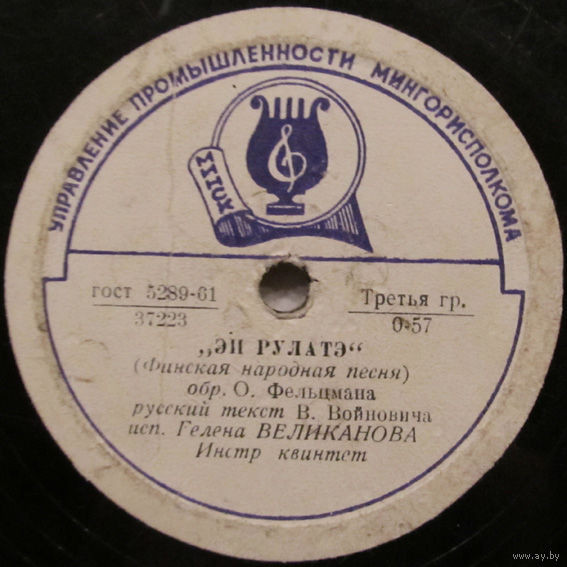 УПРАВЛЕНИЕ ПРОМЫШЛЕННОСТИ МИНГОРИСПОЛКОМА
гост 5289-61
37223
Третья гр.
0-57
„ЭЙ РУЛАТЭ“
(Финская народная песня)
обр. О. Фельцмана
русский текст В. Войновича
исп. Гелена ВЕЛИКАНОВА
Инстр квинтет
www.ay.by